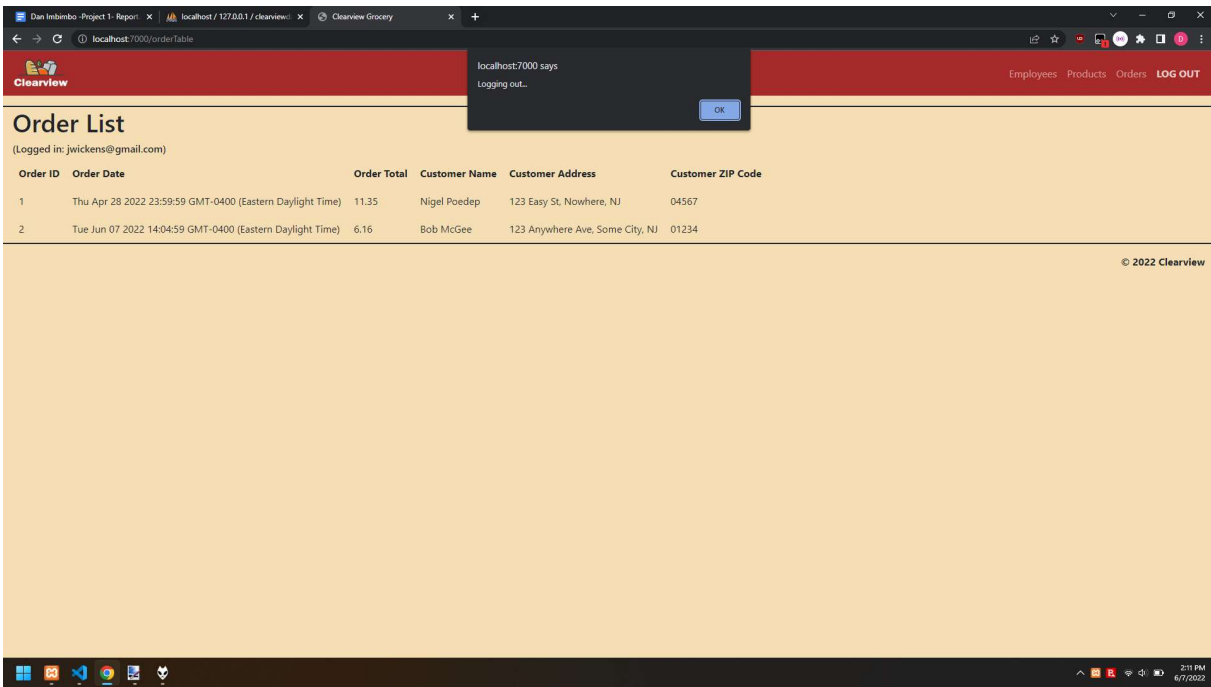 Dan Imbimbo -Project 1- Report.
localhost / 127.0.0.1 / clearviewd
Clearview Grocery
localhost:7000/orderTable
Clearview
localhost:7000 says
Logging out...
OK
Employees Products Orders LOG OUT
Order List
(Logged in: jwickens@gmail.com)
Order ID Order Date Order Total Customer Name Customer Address Customer ZIP Code
1 Thu Apr 28 2022 23:59:59 GMT-0400 (Eastern Daylight Time) 11.35 Nigel Poedep 123 Easy St, Nowhere, NJ 04567
2 Tue Jun 07 2022 14:04:59 GMT-0400 (Eastern Daylight Time) 6.16 Bob McGee 123 Anywhere Ave, Some City, NJ 01234
© 2022 Clearview
2:11 PM
6/7/2022